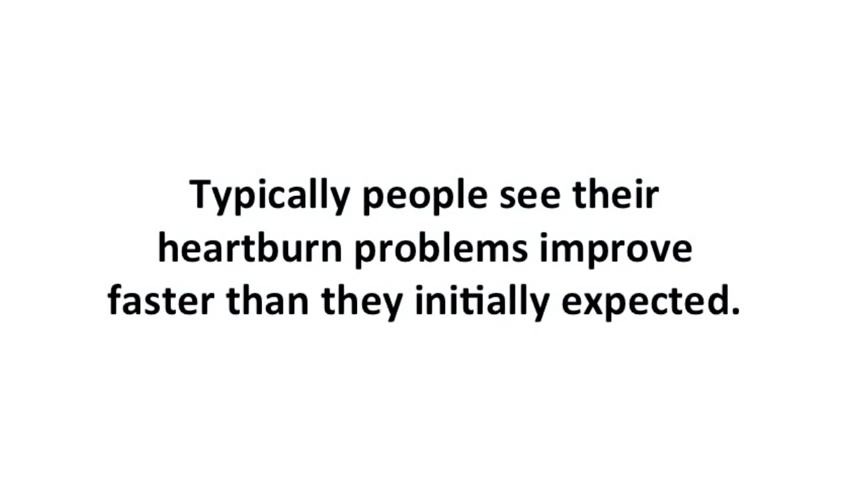 Typically people see their
heartburn problems improve
faster than they initially expected.